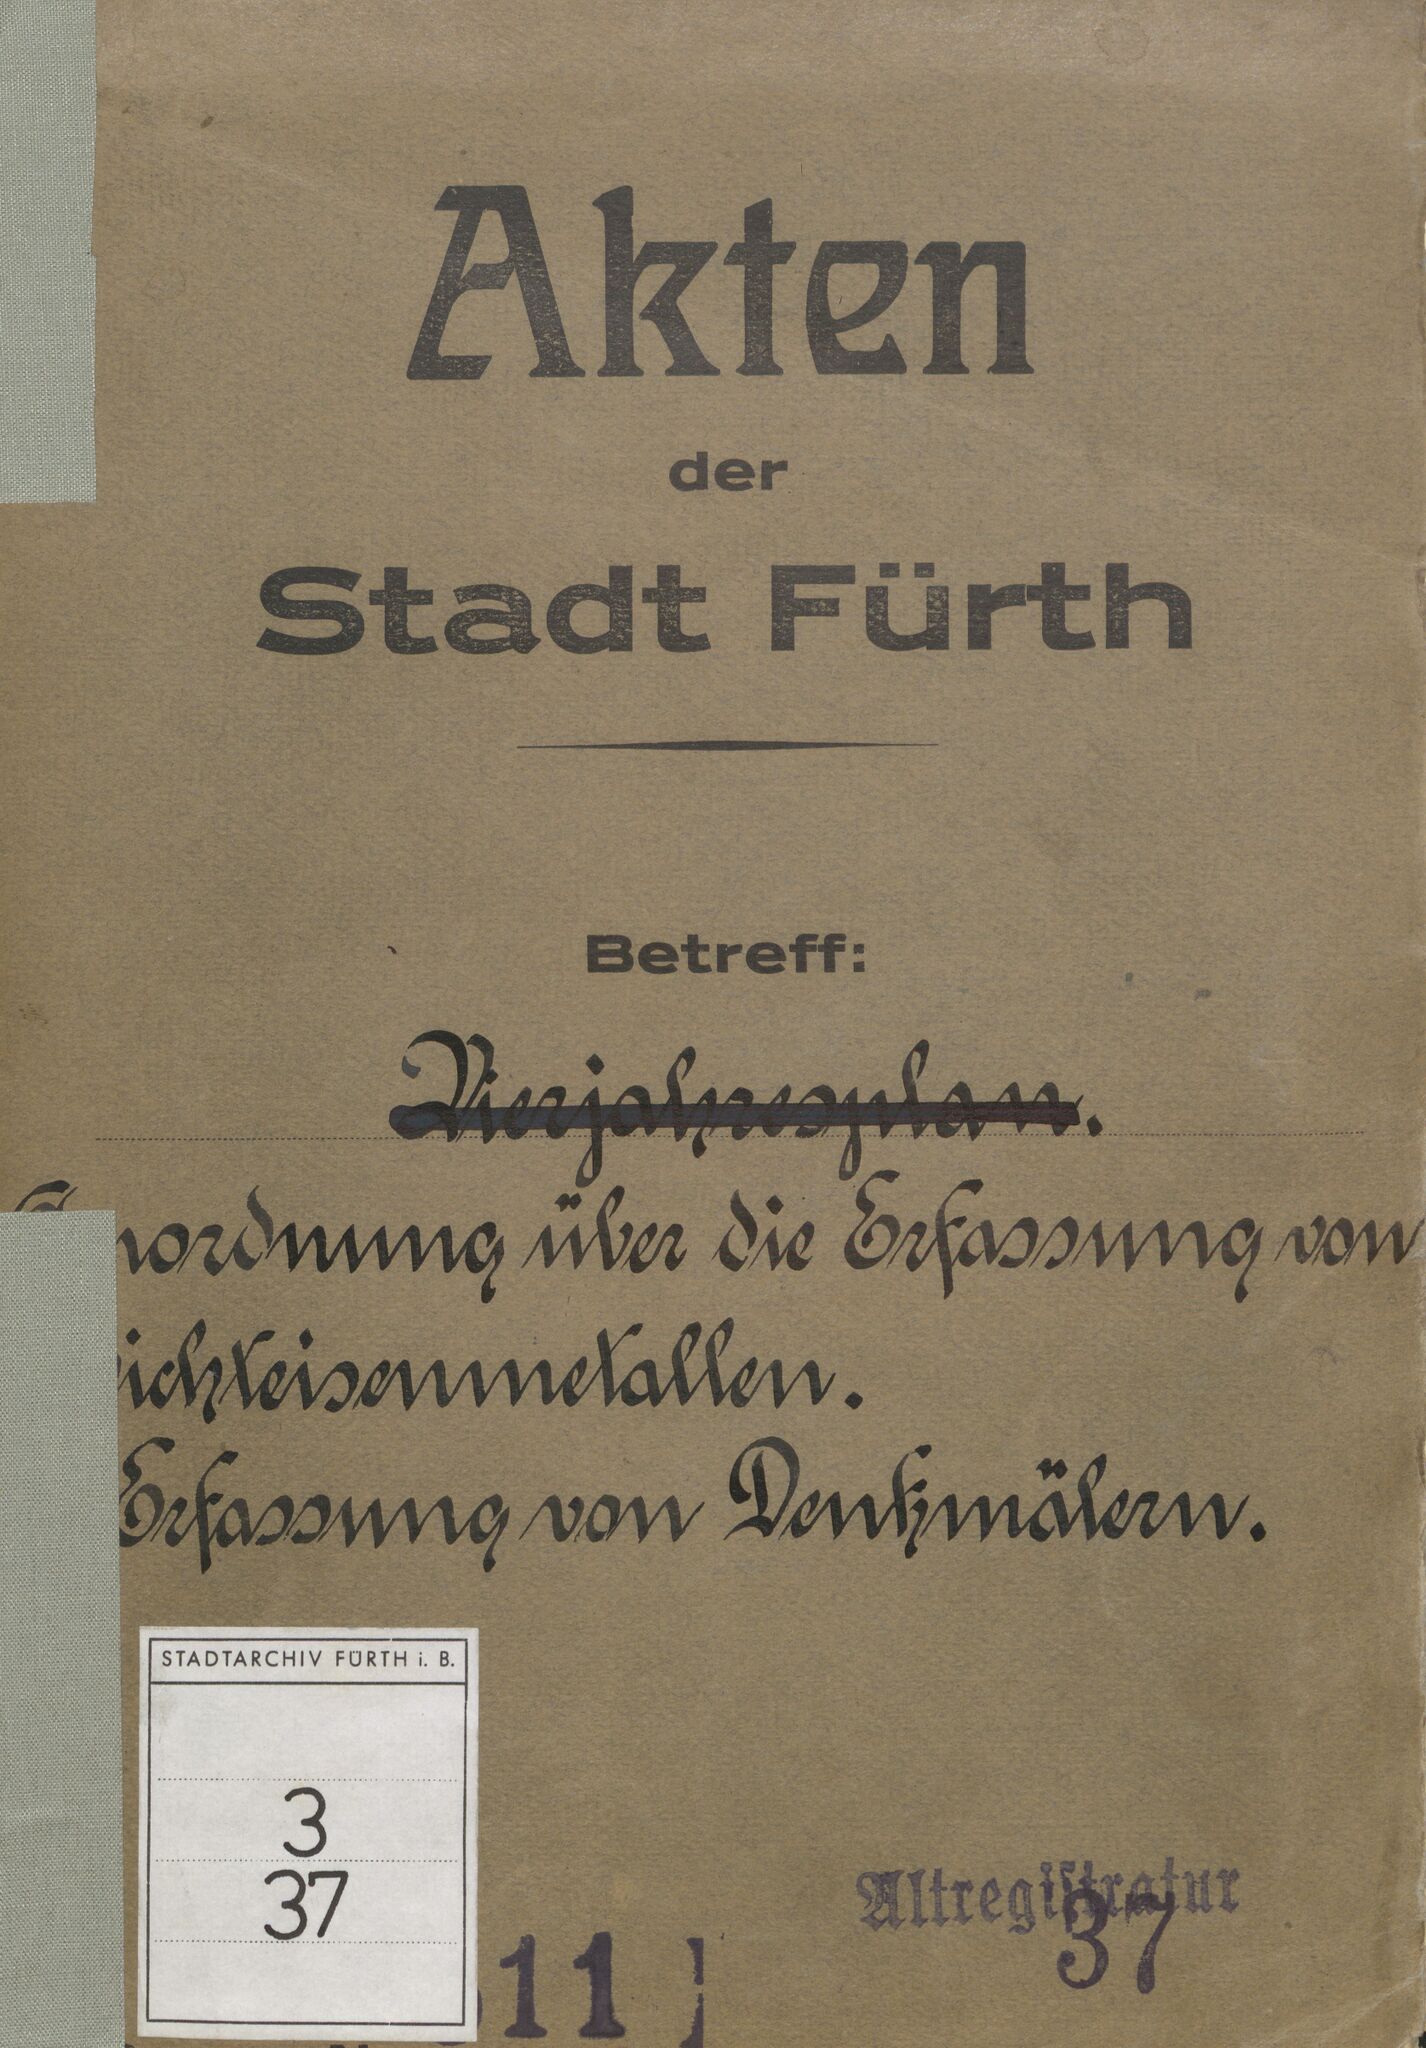 Akten
der
Stadt Fürth
Betreff:
Vierjahresplan.
nordnung über die Erfassung von
ichteisenmetallen.
Erfassung von Denkmälern.
STADTARCHIV FÜRTH i. B.
3
37
Altregistratur
37
11